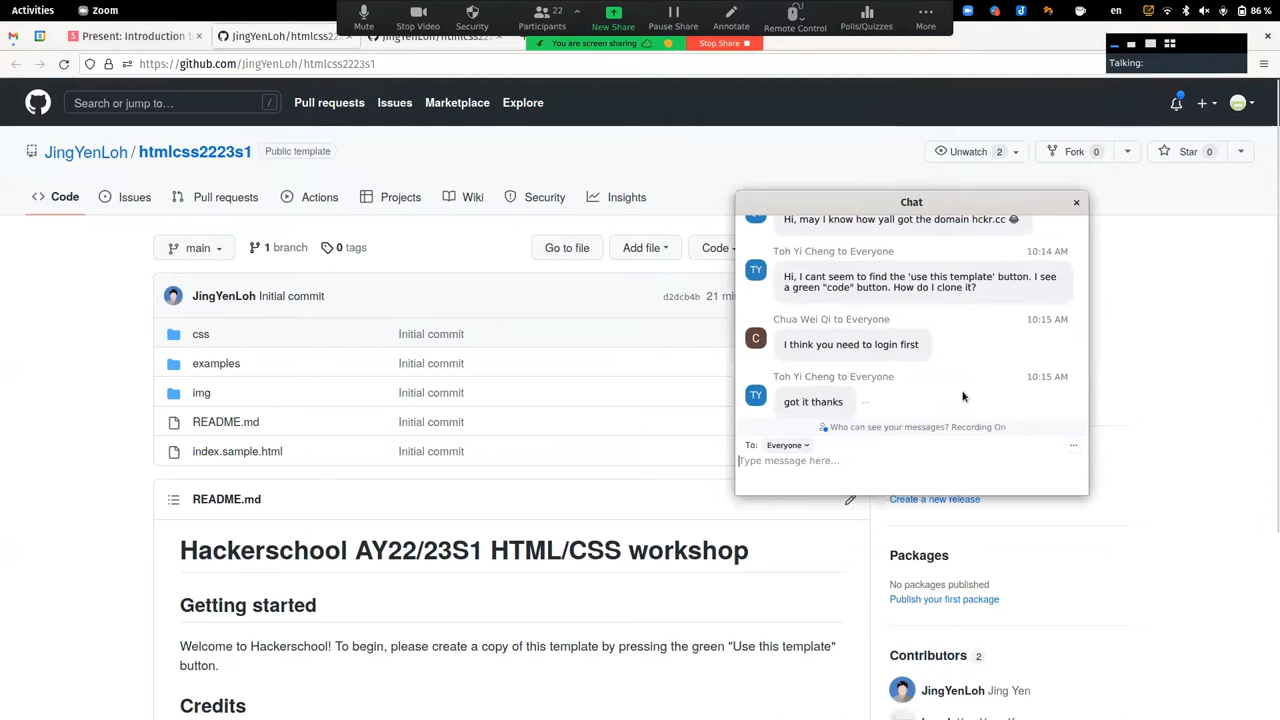 Activities
Zoom
en
86 %
Mute
Stop Video
Security
22
Participants
New Share
Pause Share
Annotate
Remote Control
Polls/Quizzes
More
You are screen sharing
Stop Share
Talking:
Present: Introduction t
JingYenLoh/htmlcss222
https://github.com/JingYenLoh/htmlcss2223s1
Search or jump to…
/
Pull requests
Issues
Marketplace
Explore
JingYenLoh / htmlcss2223s1
Public template
Unwatch 2
Fork 0
Star 0
Code
Issues
Pull requests
Actions
Projects
Wiki
Security
Insights
main
1 branch
0 tags
Go to file
Add file
Code
JingYenLoh Initial commit
d2dcb4b 21 min
css Initial commit
examples Initial commit
img Initial commit
README.md Initial commit
index.sample.html Initial commit
README.md
Hackerschool AY22/23S1 HTML/CSS workshop
Getting started
Welcome to Hackerschool! To begin, please create a copy of this template by pressing the green "Use this template"
button.
Credits
Chat
Hi, may I know how yall got the domain hckr.cc 😂
Toh Yi Cheng to Everyone 10:14 AM
TY
Hi, I cant seem to find the 'use this template' button. I see
a green "code" button. How do I clone it?
Chua Wei Qi to Everyone 10:15 AM
C
I think you need to login first
Toh Yi Cheng to Everyone 10:15 AM
TY
got it thanks
Who can see your messages? Recording On
To: Everyone
Type message here...
Create a new release
Packages
No packages published
Publish your first package
Contributors 2
JingYenLoh Jing Yen